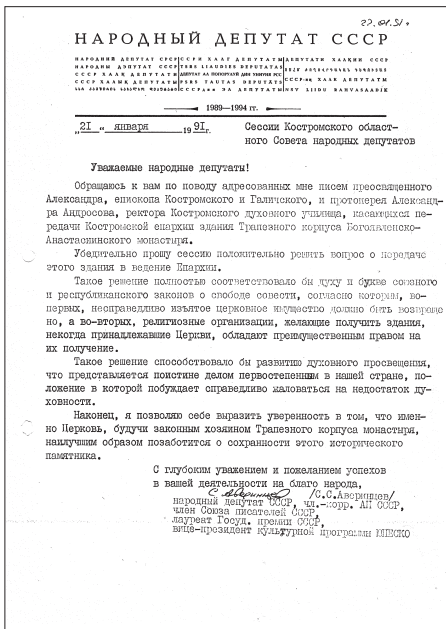 22.01.91г.
НАРОДНЫЙ ДЕПУТАТ СССР
1989—1994 гг.
„21" января 1991г.
Сессии Костромского област-
ного Совета народных депутатов
Уважаемые народные депутаты!
Обращаюсь к вам по поводу адресованных мне писем преосвященного
Александра, епископа Костромского и Галичского, и протоиерея Александ-
ра Андросова, ректора Костромского духовного училища, касающихся пе-
редачи Костромской епархии здания Трапезного корпуса Богоявленско-
Анастасиинского монастыря.
Убедительно прошу сессию положительно решить вопрос о передаче
этого здания в ведение Епархии.
Такое решение полностью соответствовало бы духу и букве союзного
и республиканского законов о свободе совести, согласно которым, во-
первых, несправедливо изъятое церковное имущество должно быть возвраще-
но, а во-вторых, религиозные организации, желающие получить здания,
некогда принадлежавшие Церкви, обладают преимущественным правом на
их получение.
Такое решение способствовало бы развитию духовного просвещения,
что представляется поистине делом первостепенным в нашей стране, по-
ложение в которой побуждает справедливо жаловаться на недостаток ду-
ховности.
Наконец, я позволяю себе выразить уверенность в том, что имен-
но Церковь, будучи законным хозяином Трапезного корпуса монастыря,
наилучшим образом позаботится о сохранности этого исторического
памятника.
С глубоким уважением и пожеланием успехов
в вашей деятельности на благо народа,
С. Аверинцев /С.С.Аверинцев/
народный депутат СССР, чл.-корр. АН СССР,
член Союза писателей СССР,
лауреат Госуд. премии СССР,
вице-президент культурной программы ЮНЕСКО